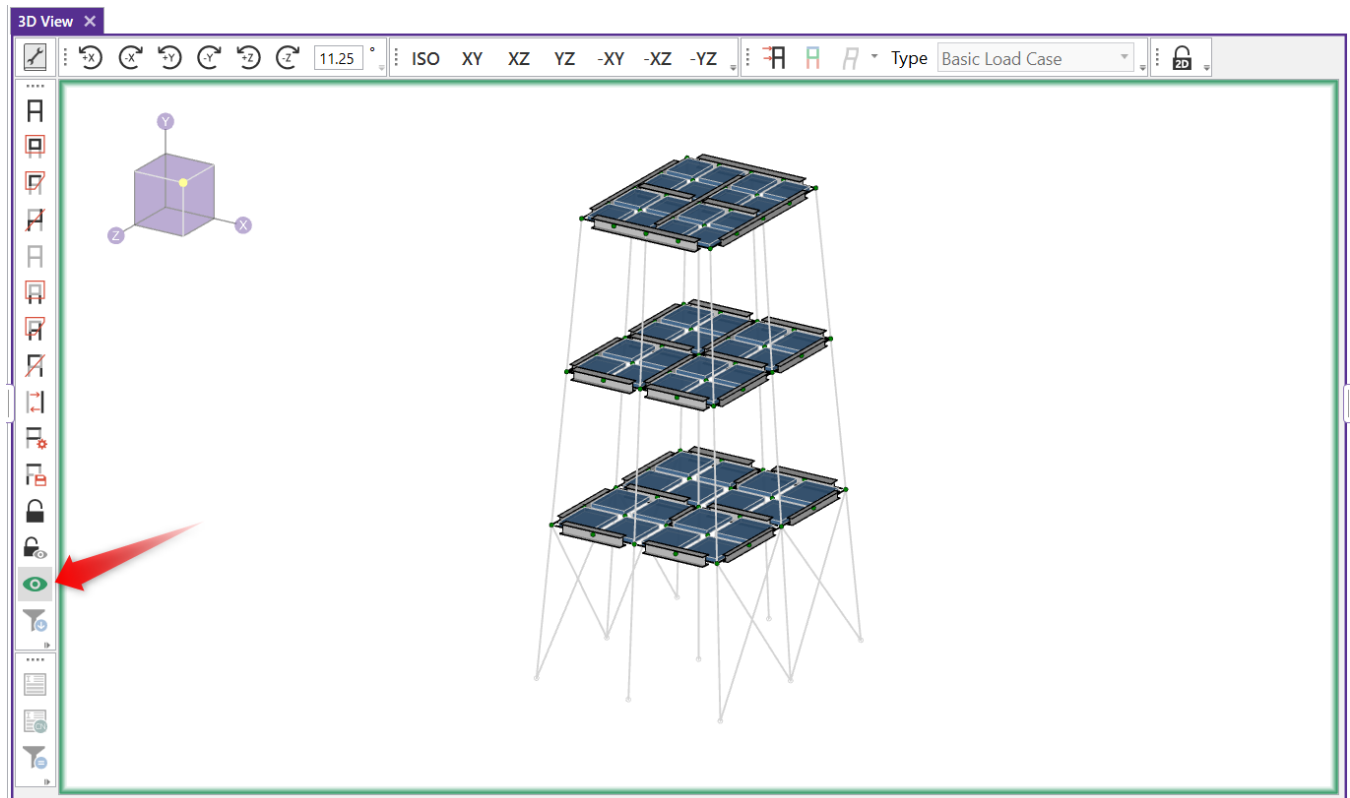 3D View
+X -X +Y -Y +Z -Z 11.25 ° ISO XY XZ YZ -XY -XZ -YZ Type Basic Load Case 2D
Y
X
Z